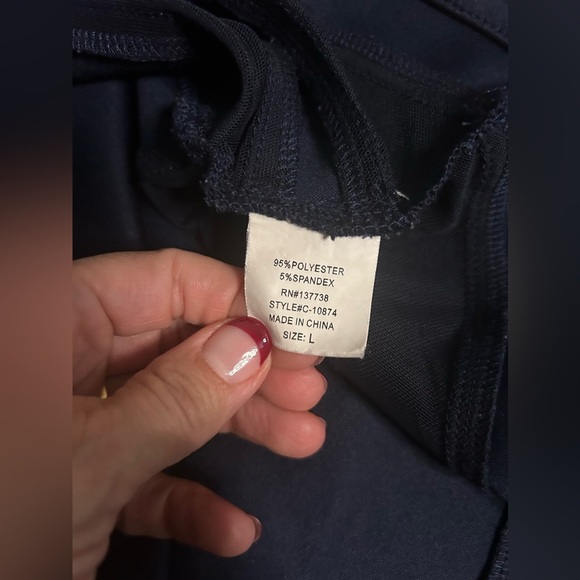 95%POLYESTER
5%SPANDEX
RN#137738
STYLE#C-10874
MADE IN CHINA
SIZE: L